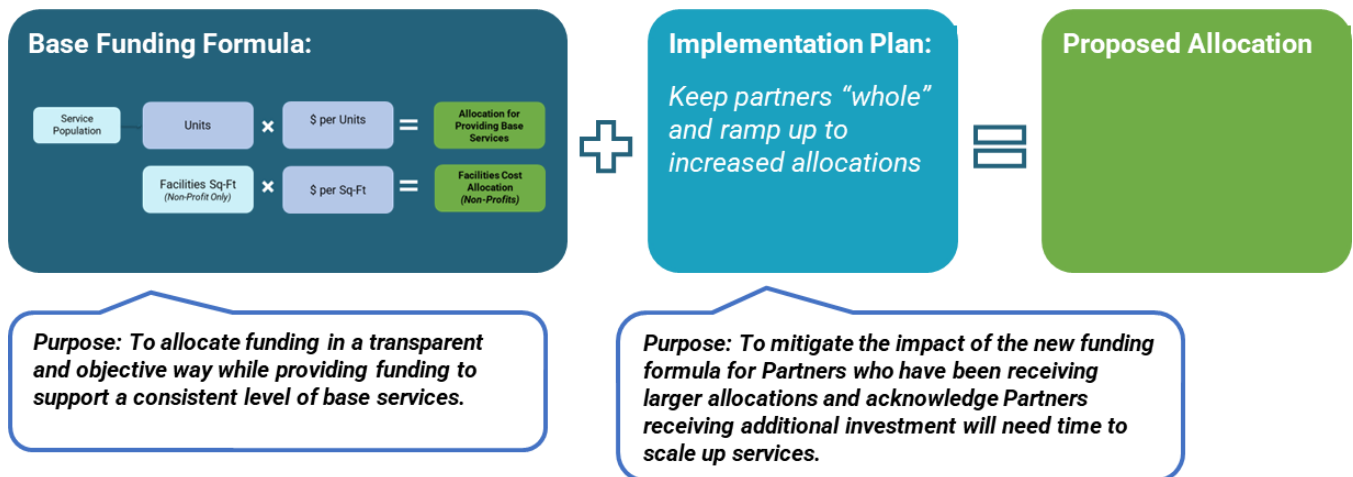 Base Funding Formula:
Service
Population
Units
×
$ per Units
=
Allocation for
Providing Base
Services
Facilities Sq-Ft
(Non-Profit Only)
×
$ per Sq-Ft
=
Facilities Cost
Allocation
(Non-Profits)
Implementation Plan:
Keep partners “whole”
and ramp up to
increased allocations
Proposed Allocation
Purpose: To allocate funding in a transparent
and objective way while providing funding to
support a consistent level of base services.
Purpose: To mitigate the impact of the new funding
formula for Partners who have been receiving
larger allocations and acknowledge Partners
receiving additional investment will need time to
scale up services.